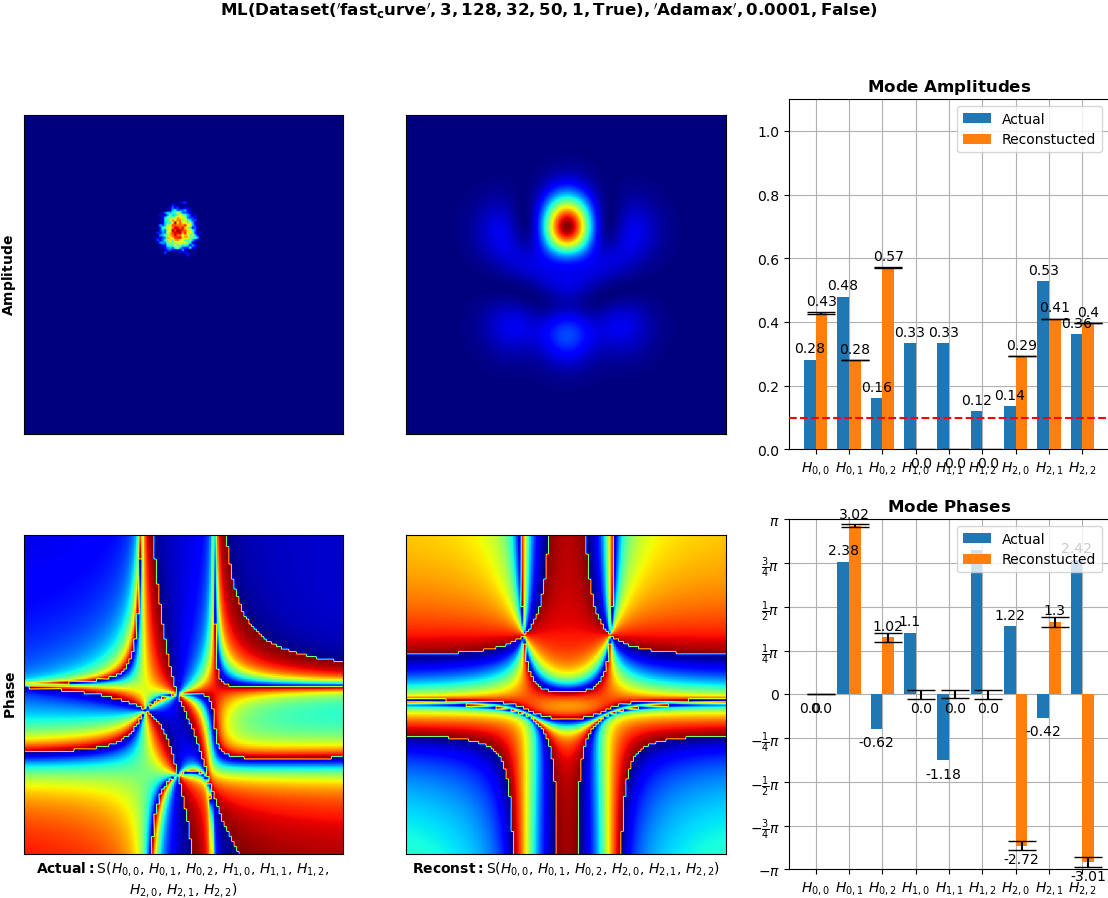 ML(Dataset('fast_curve', 3, 128, 32, 50, 1, True), 'Adamax', 0.0001, False)
Amplitude
Mode Amplitudes
Actual
Reconstucted
1.0
0.8
0.6
0.4
0.2
0.0
0.28
0.43
0.48
0.28
0.16
0.57
0.33
0.0
0.33
0.0
0.12
0.0
0.14
0.29
0.53
0.41
0.36
0.4
H0,0 H0,1 H0,2 H1,0 H1,1 H1,2 H2,0 H2,1 H2,2
Phase
Actual: S(H0,0, H0,1, H0,2, H1,0, H1,1, H1,2,
H2,0, H2,1, H2,2)
Reconst: S(H0,0, H0,1, H0,2, H2,0, H2,1, H2,2)
Mode Phases
Actual
Reconstucted
π
3/4π
1/2π
1/4π
0
−1/4π
−1/2π
−3/4π
−π
0.0
2.38
3.02
-0.62
1.02
1.1
0.0
-1.18
0.0
0.0
1.22
-2.72
-0.42
1.3
2.42
-3.01
H0,0 H0,1 H0,2 H1,0 H1,1 H1,2 H2,0 H2,1 H2,2